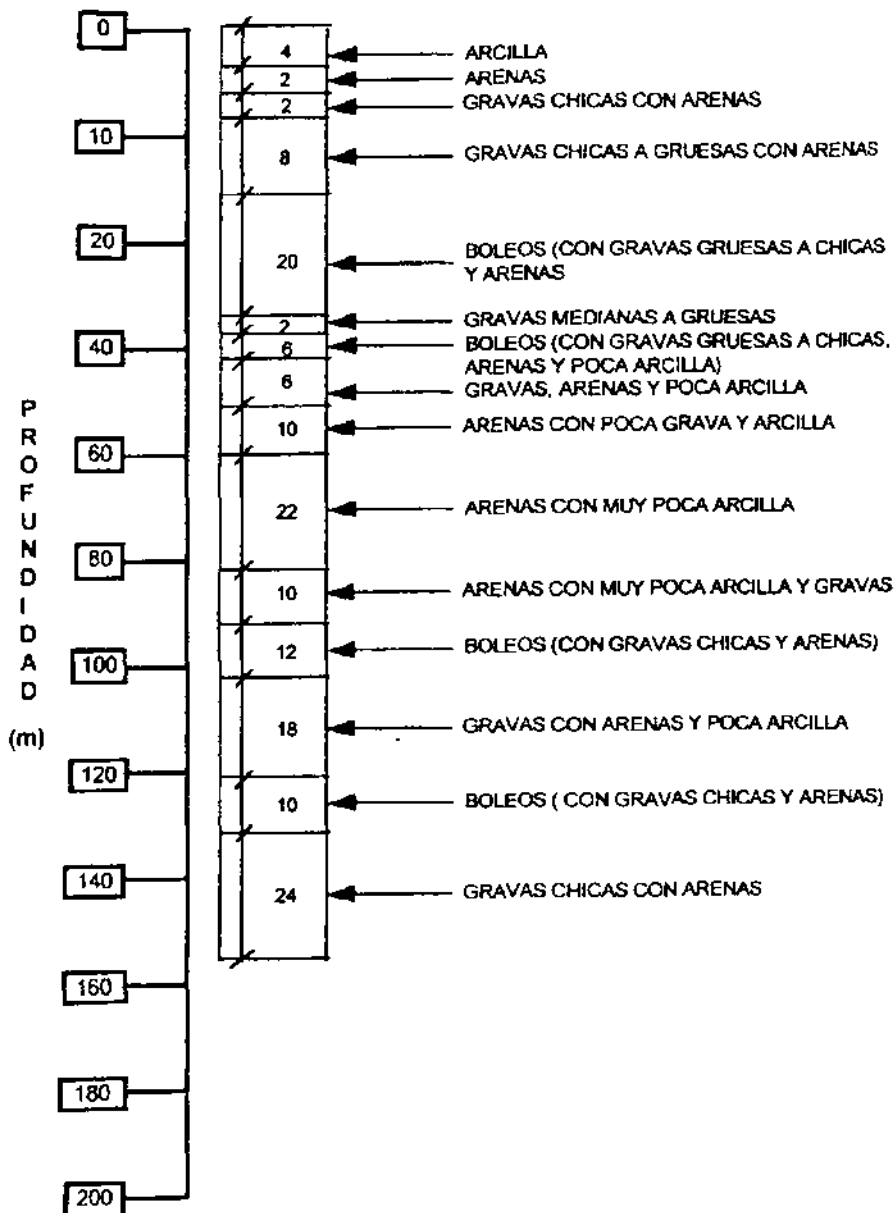 0
4
ARCILLA
2
ARENAS
2
GRAVAS CHICAS CON ARENAS
10
8
GRAVAS CHICAS A GRUESAS CON ARENAS
20
20
BOLEOS (CON GRAVAS GRUESAS A CHICAS
Y ARENAS
2
GRAVAS MEDIANAS A GRUESAS
40
6
BOLEOS (CON GRAVAS GRUESAS A CHICAS,
ARENAS Y POCA ARCILLA)
6
GRAVAS, ARENAS Y POCA ARCILLA
10
ARENAS CON POCA GRAVA Y ARCILLA
60
22
ARENAS CON MUY POCA ARCILLA
80
10
ARENAS CON MUY POCA ARCILLA Y GRAVAS
12
BOLEOS (CON GRAVAS CHICAS Y ARENAS)
100
18
GRAVAS CON ARENAS Y POCA ARCILLA
120
10
BOLEOS ( CON GRAVAS CHICAS Y ARENAS)
140
24
GRAVAS CHICAS CON ARENAS
160
180
200
PROFUNDIDAD
(m)